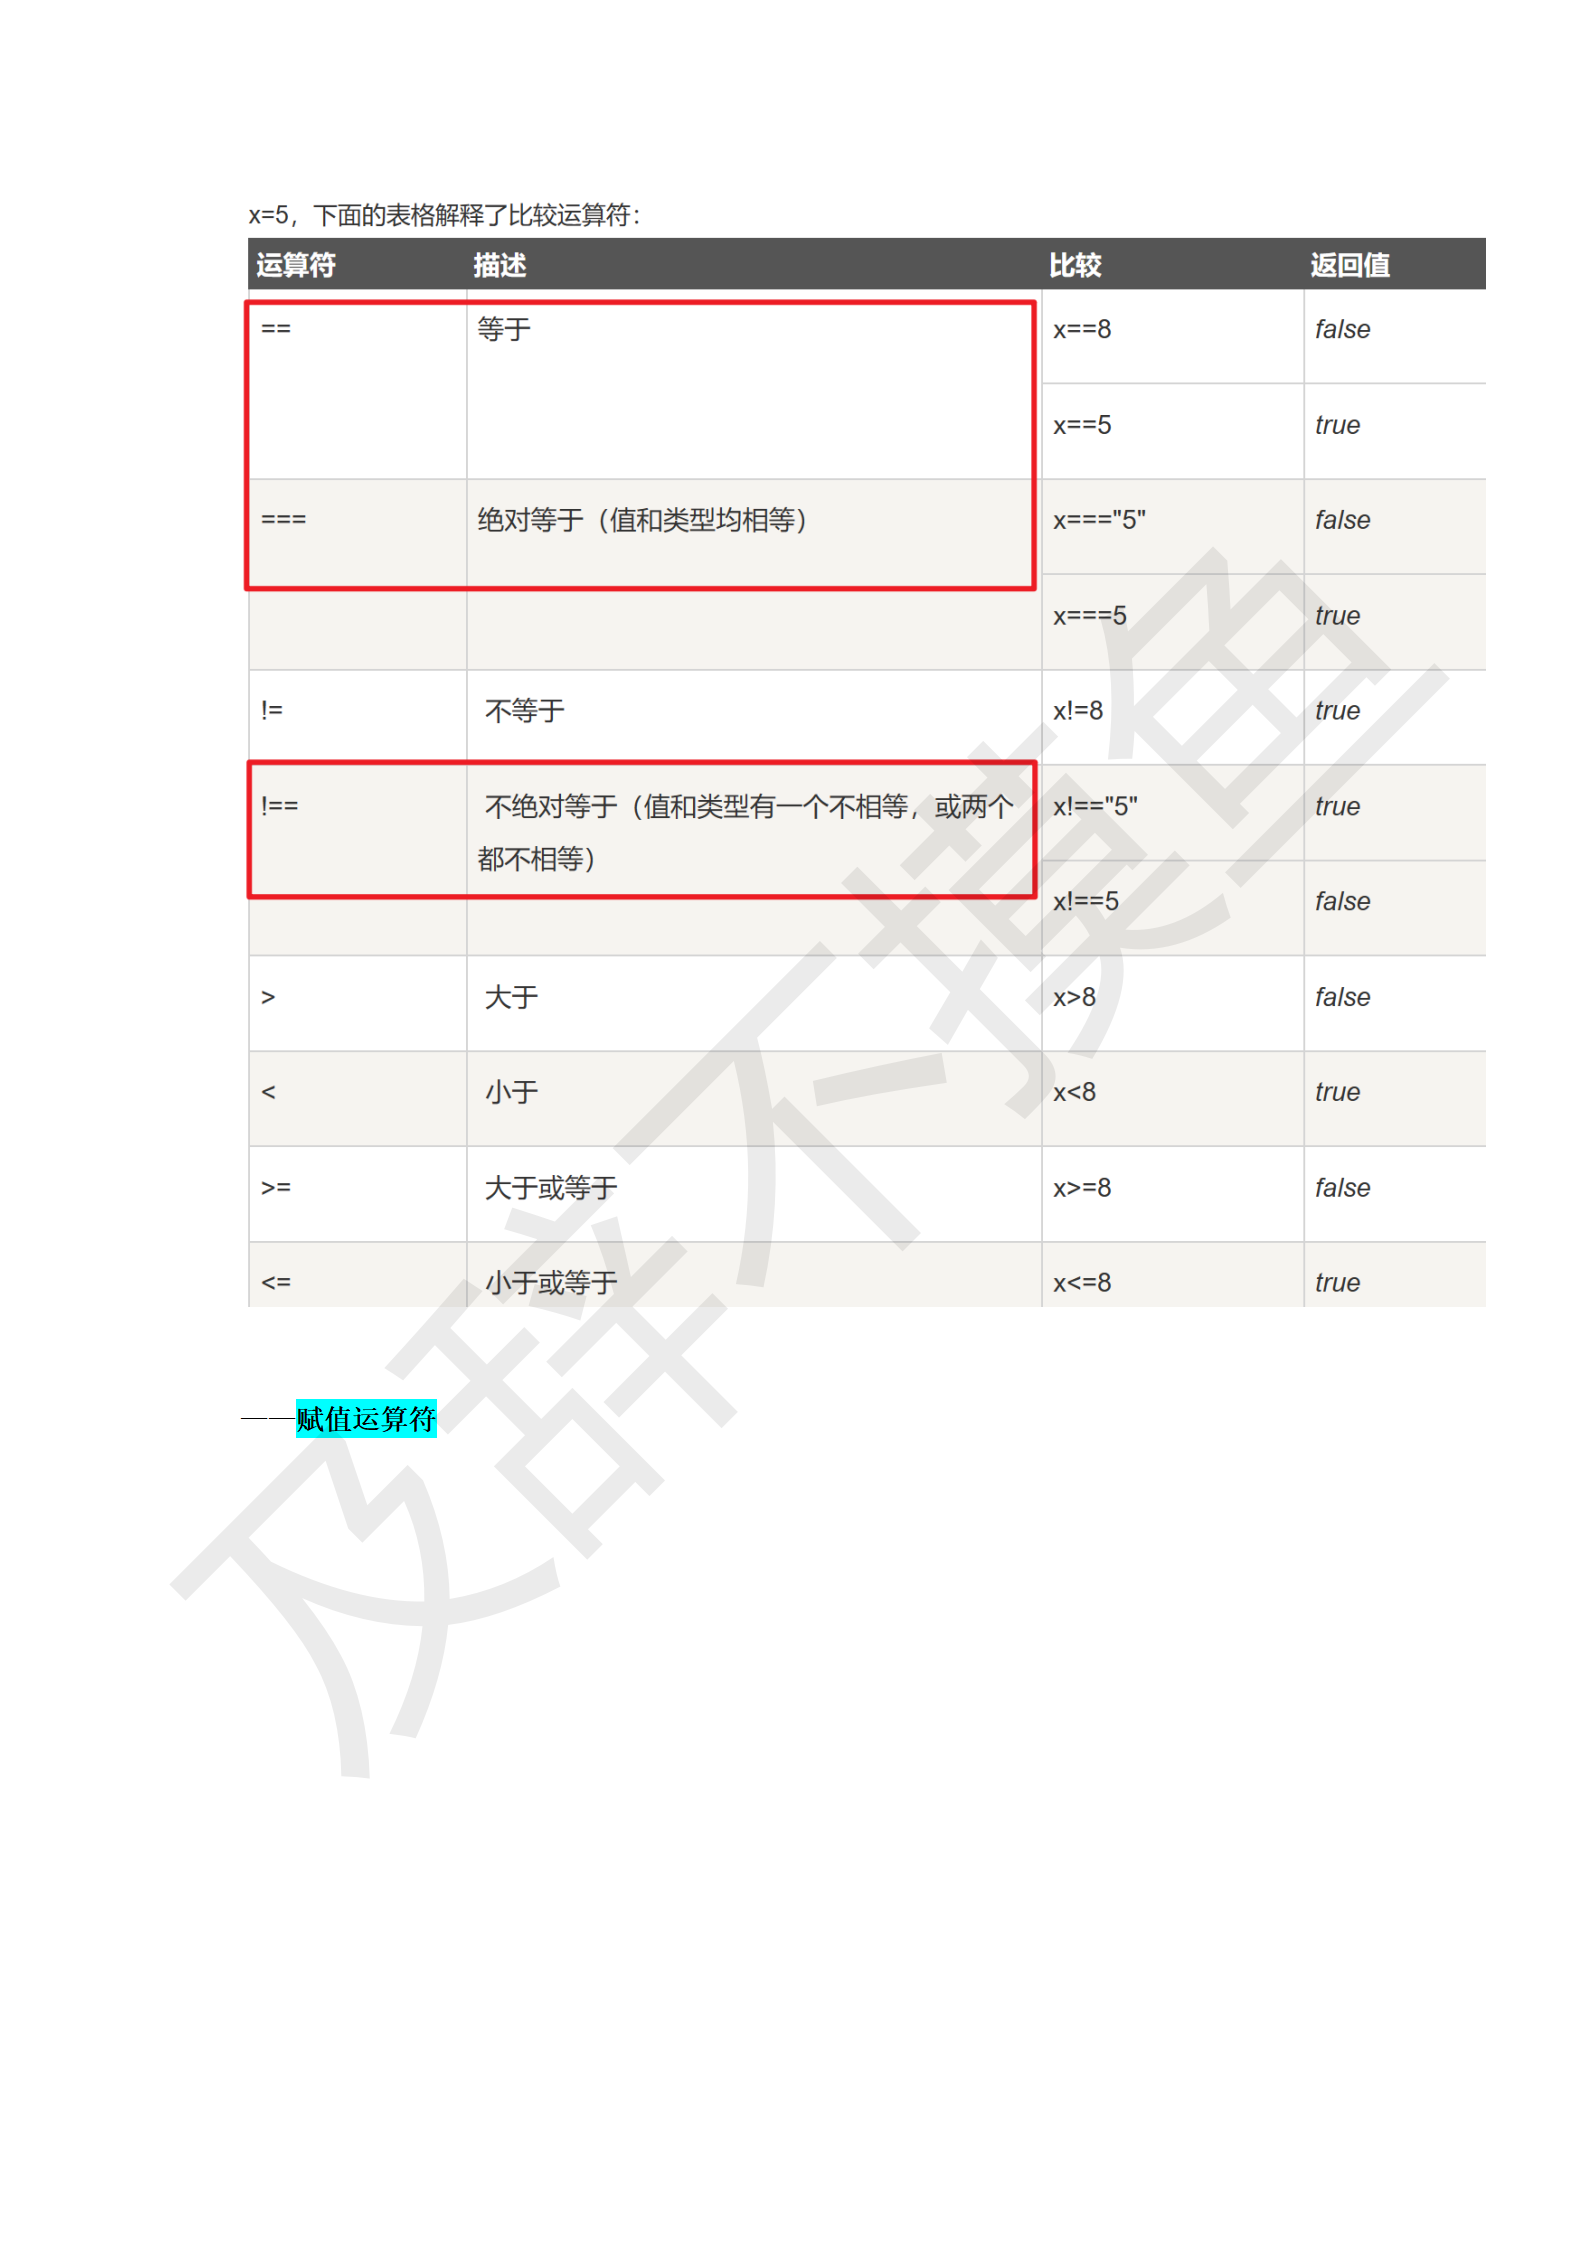 x=5，下面的表格解释了比较运算符：
运算符 描述 比较 返回值
== 等于 x==8 false
x==5 true
=== 绝对等于（值和类型均相等） x==="5" false
x===5 true
!= 不等于 x!=8 true
!== 不绝对等于（值和类型有一个不相等，或两个 x!=="5" true
都不相等）
x!==5 false
> 大于 x>8 false
< 小于 x<8 true
>= 大于或等于 x>=8 false
<= 小于或等于 x<=8 true
——赋值运算符
及辞不摸鱼